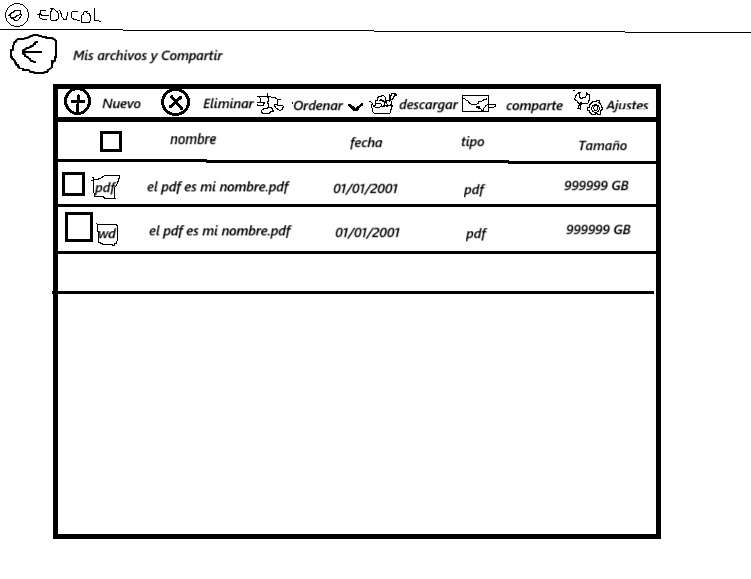 EDUCOL
Mis archivos y Compartir
Nuevo Eliminar Ordenar descargar comparte Ajustes
nombre fecha tipo Tamaño
pdf el pdf es mi nombre.pdf 01/01/2001 pdf 999999 GB
wd el pdf es mi nombre.pdf 01/01/2001 pdf 999999 GB